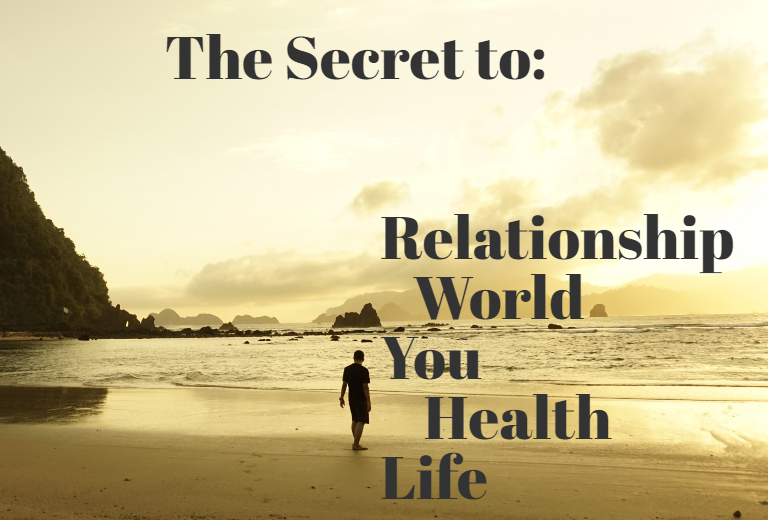 The Secret to:
Relationship
World
You
Health
Life